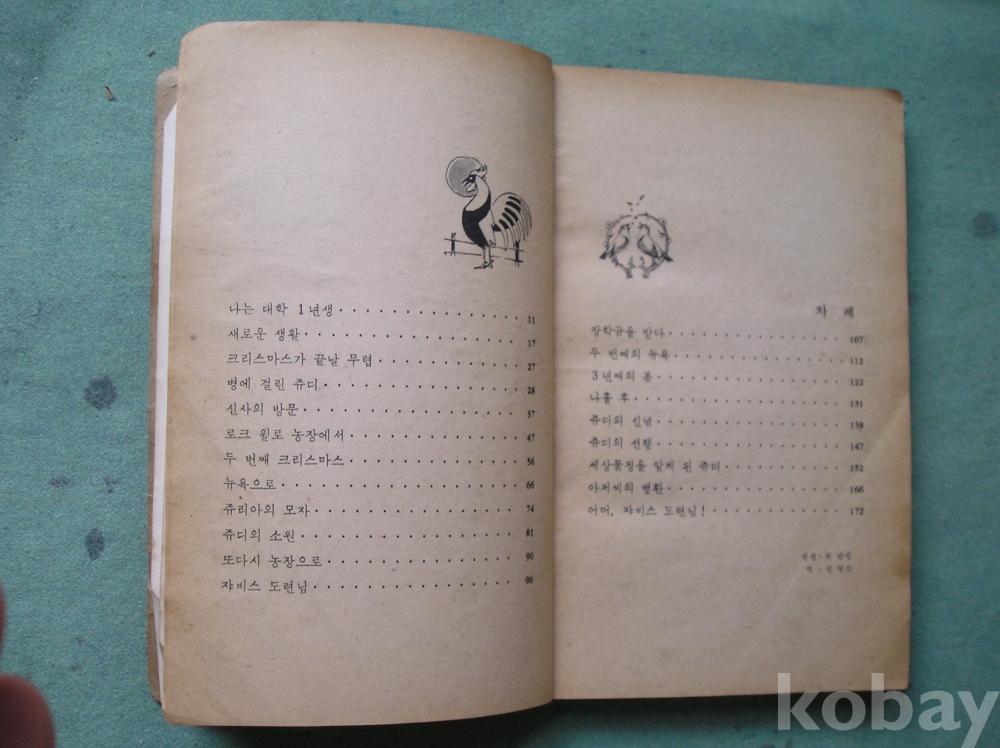 나는 대학 1년생 11
새로운 생활 17
크리스마스가 끝날 무렵 27
병에 걸린 쥬디 28
신사의 방문 37
로크 윌로 농장에서 47
두 번째 크리스마스 56
뉴욕으로 66
쥬리아의 모자 74
쥬디의 소원 81
또다시 농장으로 90
쟈비스 도련님 96
차 례
장학금을 받다 107
두 번째의 뉴욕 112
3년째의 봄 122
나흘 후 131
쥬디의 신념 138
쥬디의 선행 147
세상물정을 알게 된 쥬디 152
아저씨의 병환 166
어머, 쟈비스 도련님! 172
kobay